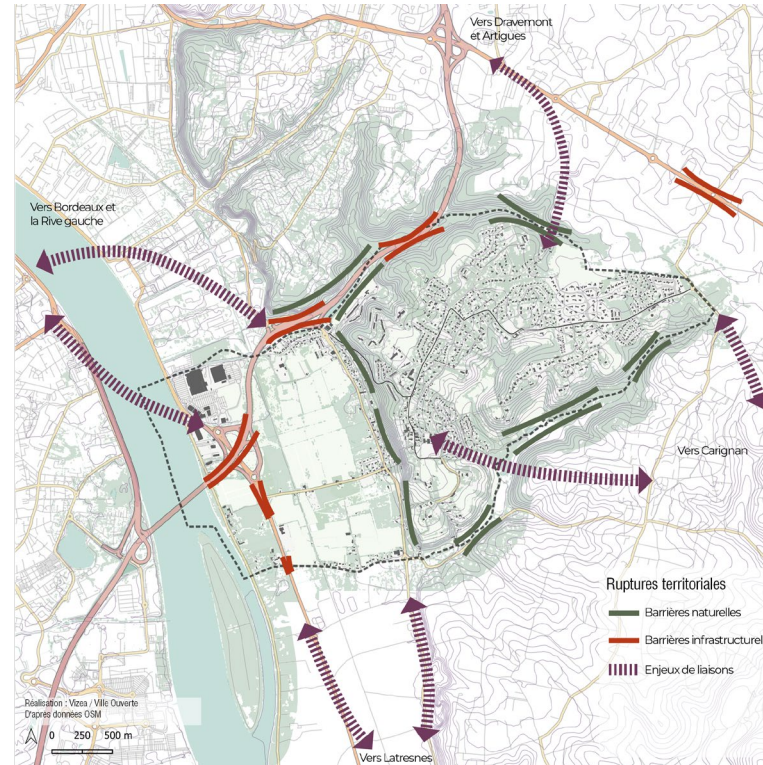 Vers Dravemont
et Artigues
Vers Bordeaux et
la Rive gauche
Vers Carignan
Ruptures territoriales
Barrières naturelles
Barrières infrastructurel
Enjeux de liaisons
Réalisation : Vizea / Ville Ouverte
D'après données OSM
0 250 500 m
Vers Latresnes